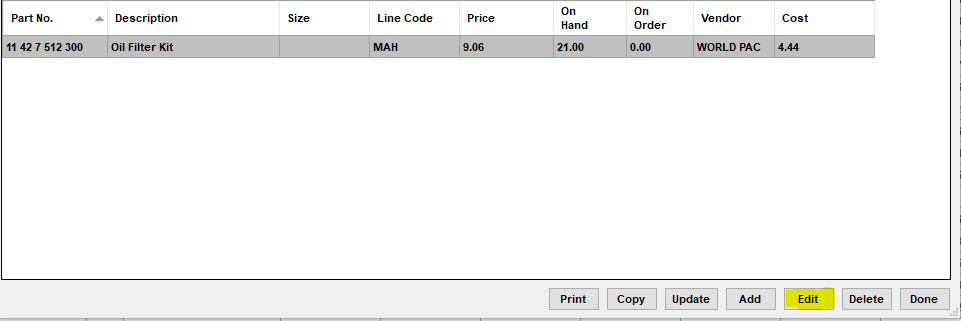 Part No. Description Size Line Code Price On Hand On Order Vendor Cost
11 42 7 512 300 Oil Filter Kit MAH 9.06 21.00 0.00 WORLD PAC 4.44
Print Copy Update Add Edit Delete Done